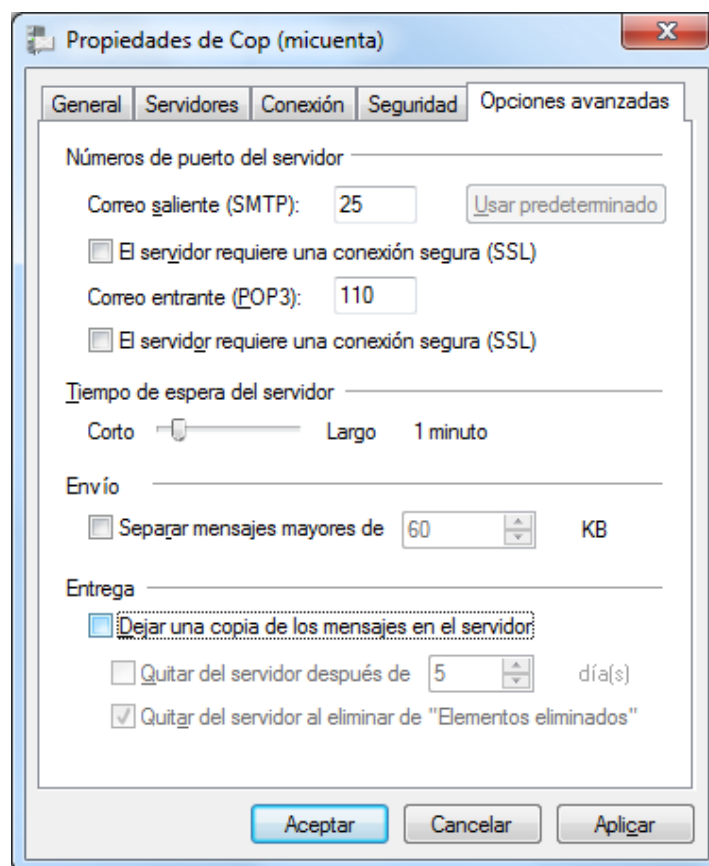 Propiedades de Cop (micuenta)
General Servidores Conexión Seguridad Opciones avanzadas
Números de puerto del servidor
Correo saliente (SMTP): 25 Usar predeterminado
El servidor requiere una conexión segura (SSL)
Correo entrante (POP3): 110
El servidor requiere una conexión segura (SSL)
Tiempo de espera del servidor
Corto Largo 1 minuto
Envío
Separar mensajes mayores de 60 KB
Entrega
Dejar una copia de los mensajes en el servidor
Quitar del servidor después de 5 día(s)
Quitar del servidor al eliminar de "Elementos eliminados"
Aceptar Cancelar Aplicar